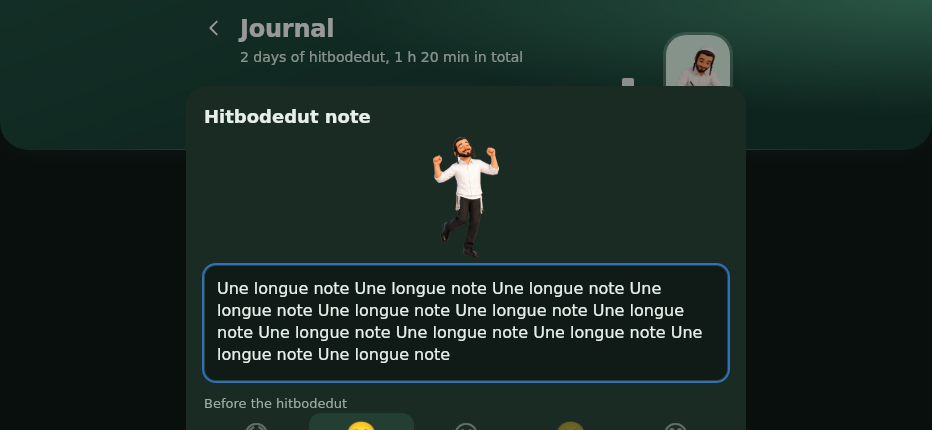 Journal
2 days of hitbodedut, 1 h 20 min in total
Hitbodedut note
Une longue note Une longue note Une longue note Une
longue note Une longue note Une longue note Une longue
note Une longue note Une longue note Une longue note Une
longue note Une longue note
Before the hitbodedut